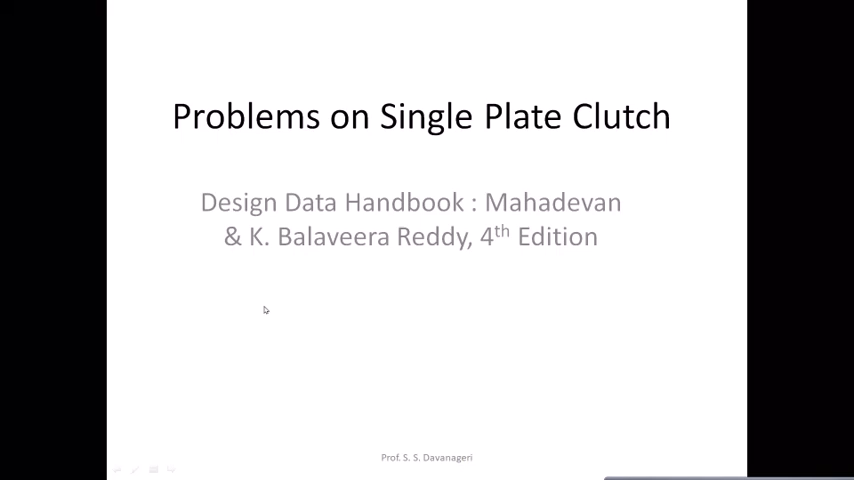 Problems on Single Plate Clutch
Design Data Handbook : Mahadevan
& K. Balaveera Reddy, 4th Edition
Prof. S. S. Davanageri